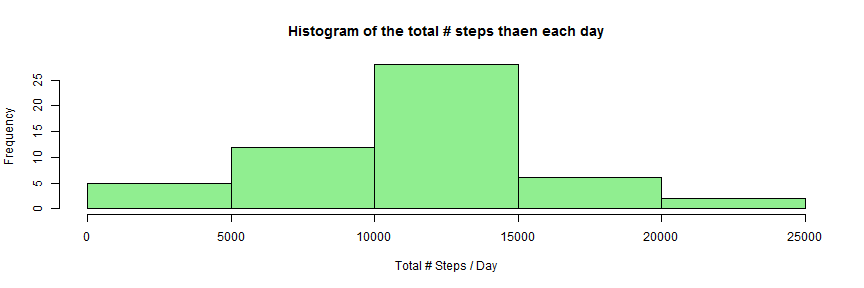 Histogram of the total # steps thaen each day
Frequency
25
20
15
10
5
0
0 5000 10000 15000 20000 25000
Total # Steps / Day